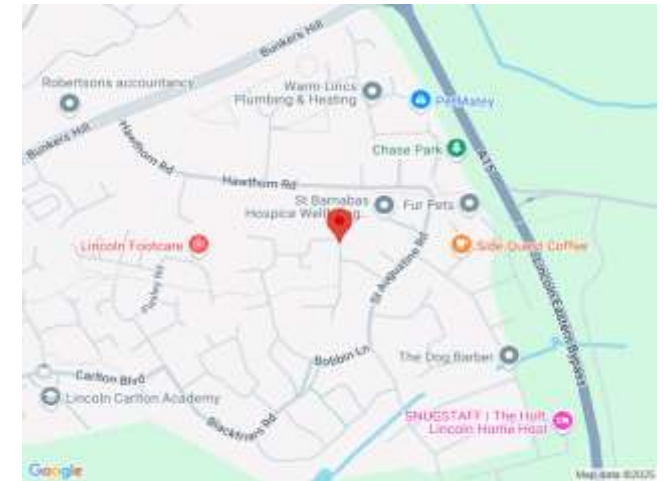 Bunkers Hill
Robertsons accountancy
Warm-Lincs
Plumbing & Heating
PetMatey
Bunkers Hill
Hawthorn Rd
Chase Park
A15
Hawthorn Rd
St Barnabas
Hospice Wellbeing...
Fur Pets
Lincoln Footcare
St Augustine Rd
Side Quest Coffee
Lincoln Eastern Bypass
Bobbin Ln
The Dog Barber
Carlton Blvd
Lincoln Carlton Academy
Blackfriars Rd
SNUGSTAFF | The Holt,
Lincoln Home Host
Google
Map data ©2025